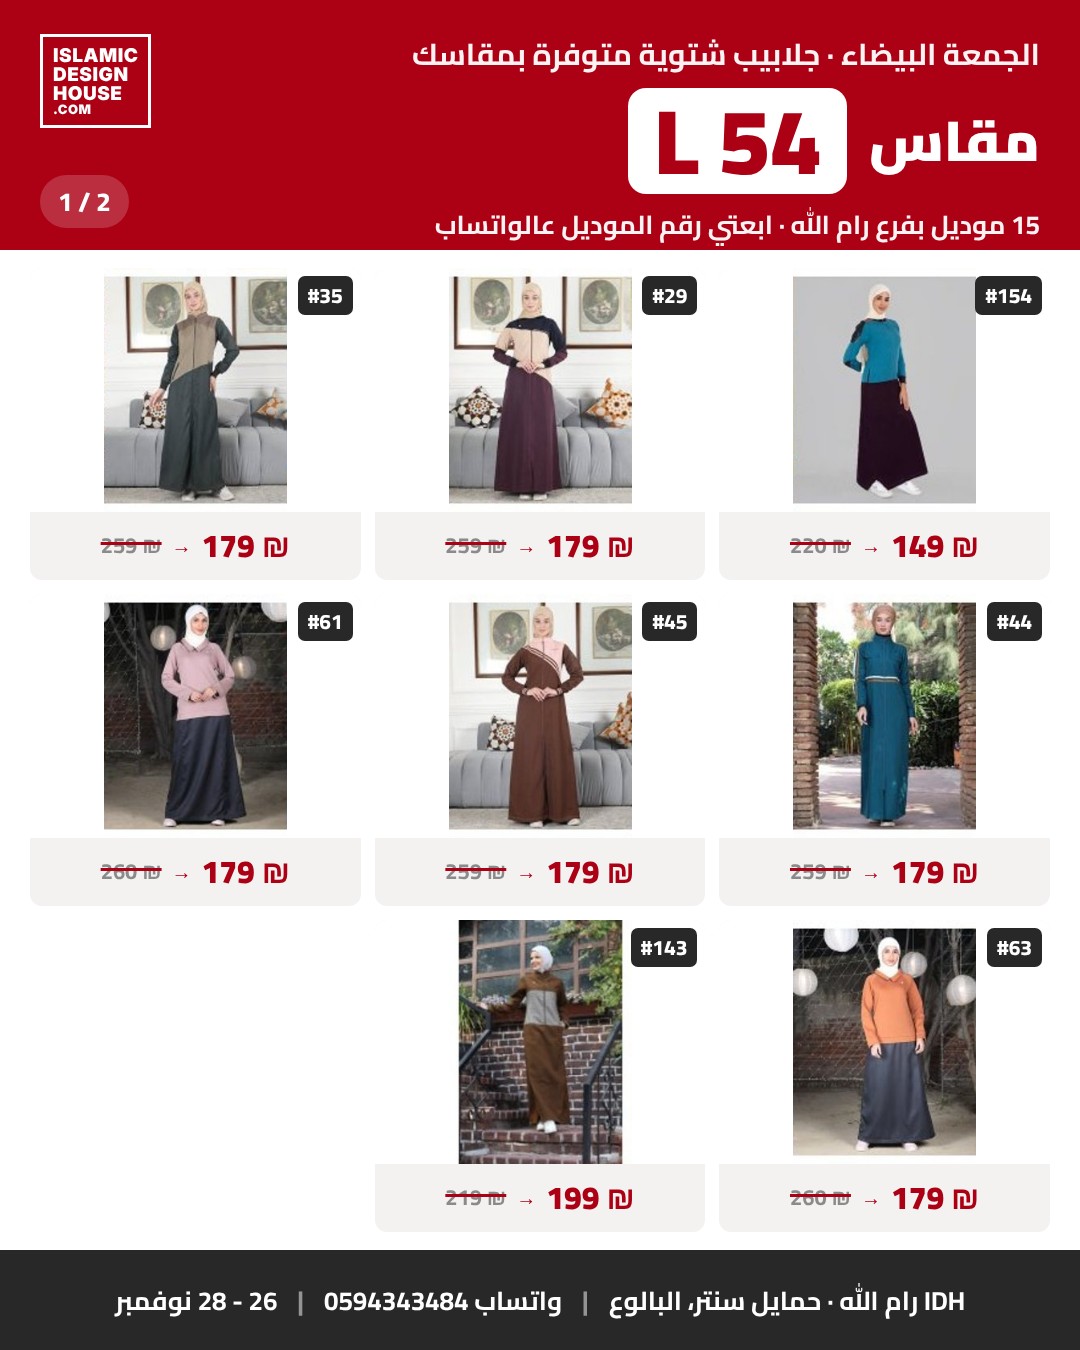 ISLAMIC
DESIGN
HOUSE
.COM
الجمعة البيضاء · جلابيب شتوية متوفرة بمقاسك
مقاس L 54
1 / 2
15 موديل بفرع رام الله · ابعتي رقم الموديل عالواتساب
#154
#29
#35
220 ₪ → 149 ₪
259 ₪ → 179 ₪
259 ₪ → 179 ₪
#44
#45
#61
259 ₪ → 179 ₪
259 ₪ → 179 ₪
260 ₪ → 179 ₪
#63
#143
260 ₪ → 179 ₪
219 ₪ → 199 ₪
IDH رام الله · حمايل سنتر، البالوع | واتساب 0594343484 | 26 - 28 نوفمبر